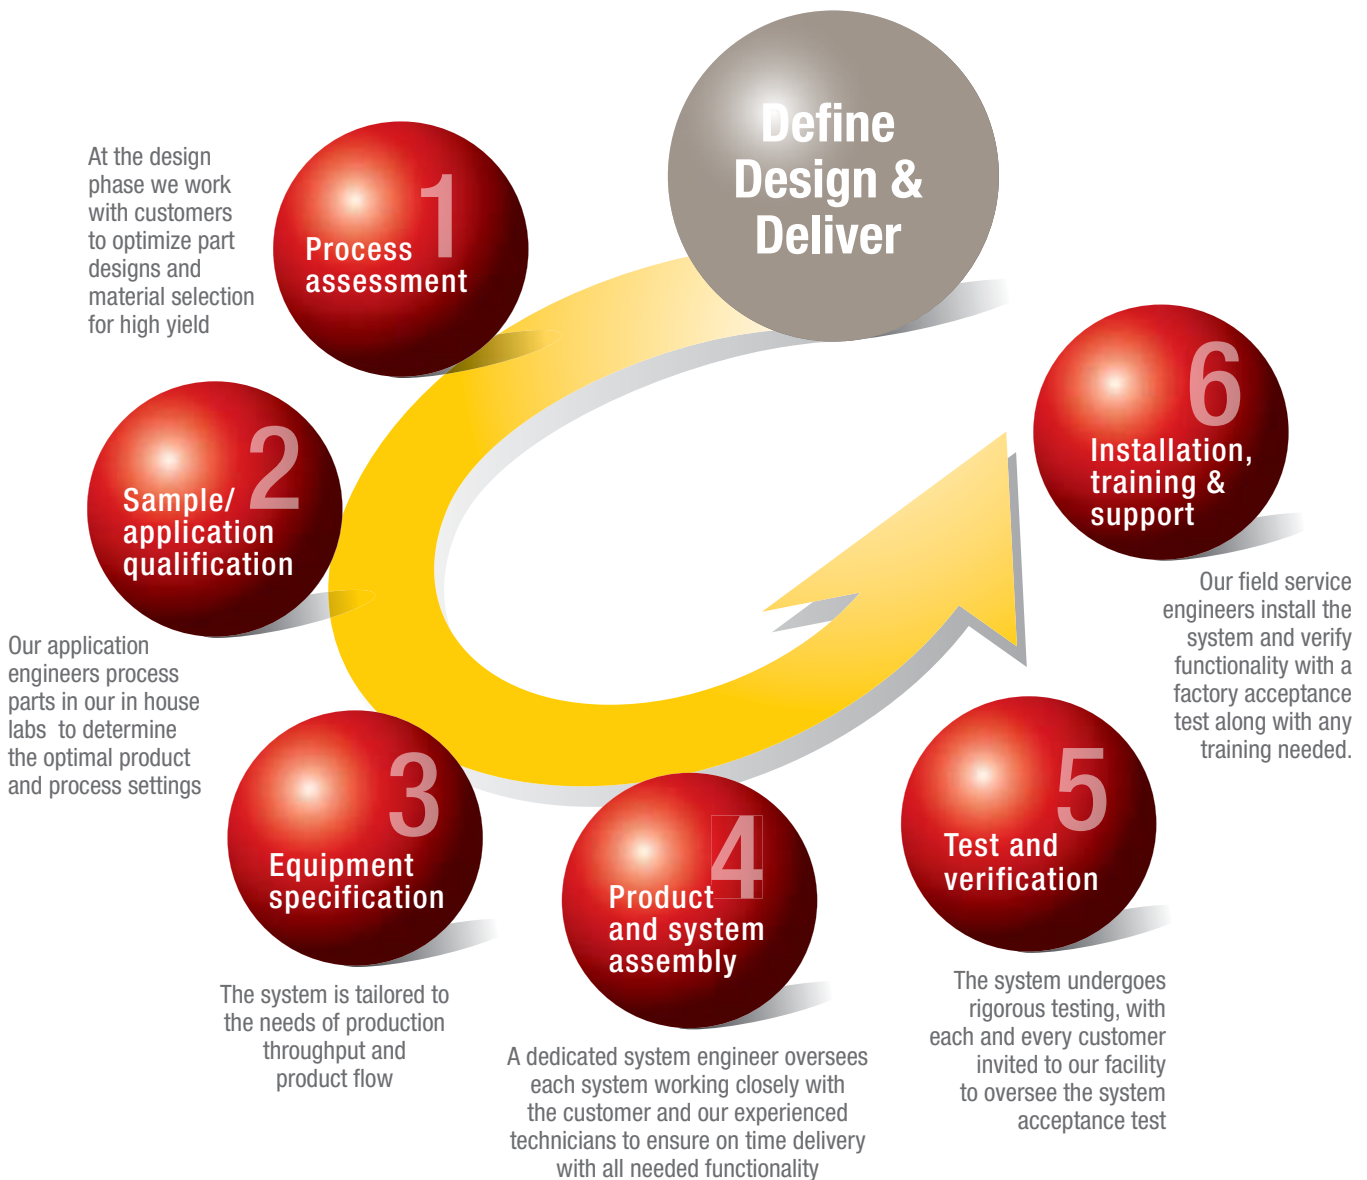 Define
Design &
Deliver
1
Process
assessment
At the design
phase we work
with customers
to optimize part
designs and
material selection
for high yield
2
Sample/
application
qualification
Our application
engineers process
parts in our in house
labs  to determine
the optimal product
and process settings
3
Equipment
specification
The system is tailored to
the needs of production
throughput and
product flow
4
Product
and system
assembly
A dedicated system engineer oversees
each system working closely with
the customer and our experienced
technicians to ensure on time delivery
with all needed functionality
5
Test and
verification
The system undergoes
rigorous testing, with
each and every customer
invited to our facility
to oversee the system
acceptance test
6
Installation,
training &
support
Our field service
engineers install the
system and verify
functionality with a
factory acceptance
test along with any
training needed.